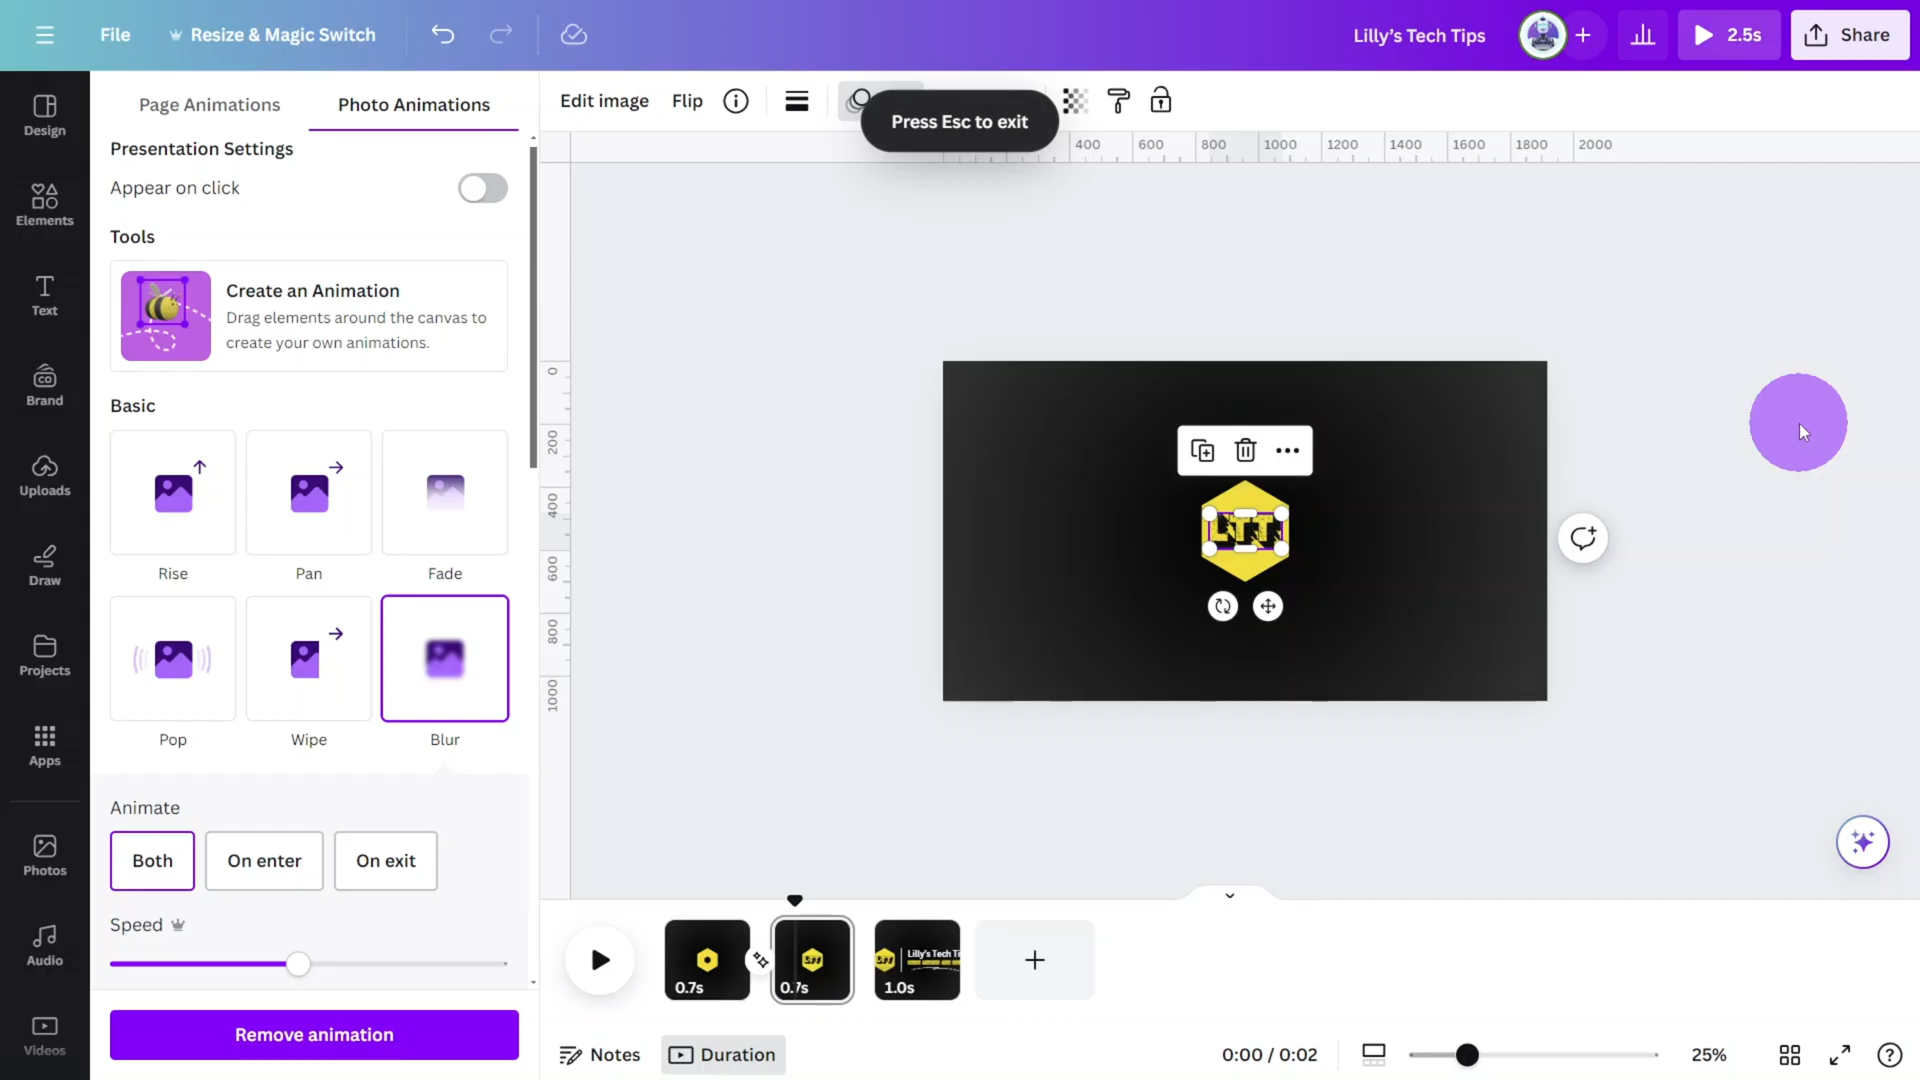 File
Resize & Magic Switch
Lilly's Tech Tips
2.5s
Share
Design
Elements
Text
Brand
Uploads
Draw
Projects
Apps
Photos
Audio
Videos
Page Animations
Photo Animations
Presentation Settings
Appear on click
Tools
Create an Animation
Drag elements around the canvas to
create your own animations.
Basic
Rise
Pan
Fade
Pop
Wipe
Blur
Animate
Both
On enter
On exit
Speed
Remove animation
Edit image
Flip
Press Esc to exit
400
600
800
1000
1200
1400
1600
1800
2000
0
200
400
600
800
1000
LTT
0.7s
0.7s
Lilly's Tech Ti
1.0s
Notes
Duration
0:00 / 0:02
25%